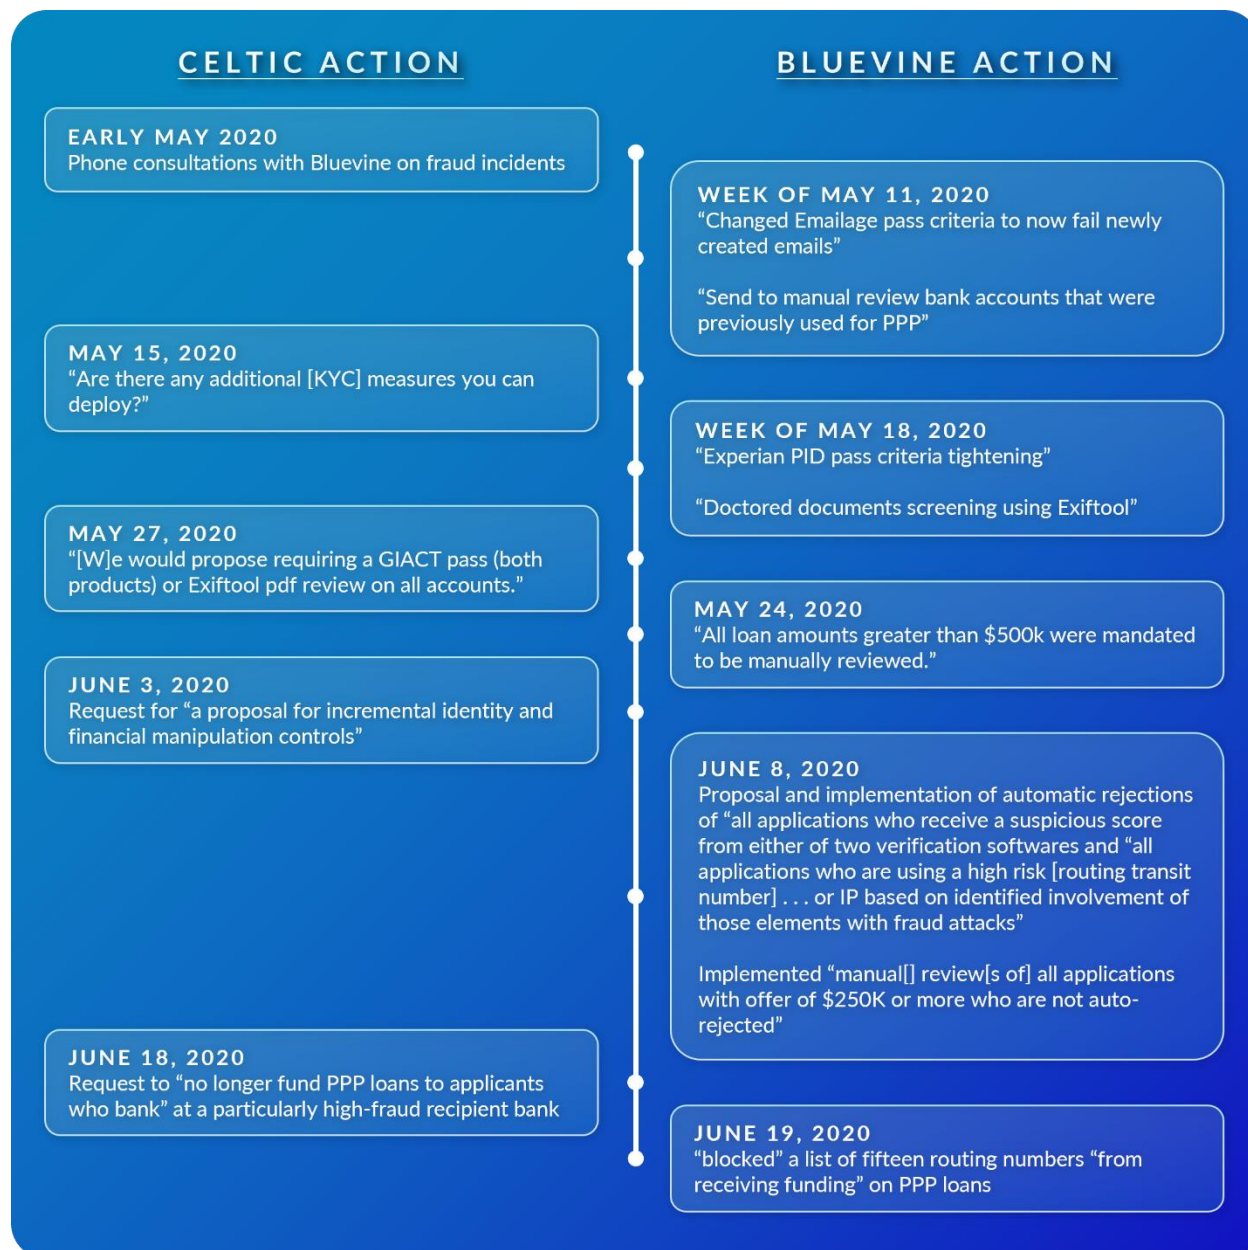 CELTIC ACTION
BLUEVINE ACTION
EARLY MAY 2020
Phone consultations with Bluevine on fraud incidents
WEEK OF MAY 11, 2020
“Changed Emailage pass criteria to now fail newly
created emails”
“Send to manual review bank accounts that were
previously used for PPP”
MAY 15, 2020
“Are there any additional [KYC] measures you can
deploy?”
WEEK OF MAY 18, 2020
“Experian PID pass criteria tightening”
“Doctored documents screening using Exiftool”
MAY 27, 2020
“[W]e would propose requiring a GIACT pass (both
products) or Exiftool pdf review on all accounts.”
MAY 24, 2020
“All loan amounts greater than $500k were mandated
to be manually reviewed.”
JUNE 3, 2020
Request for “a proposal for incremental identity and
financial manipulation controls”
JUNE 8, 2020
Proposal and implementation of automatic rejections
of “all applications who receive a suspicious score
from either of two verification softwares and “all
applications who are using a high risk [routing transit
number] . . . or IP based on identified involvement of
those elements with fraud attacks”
Implemented “manual[] review[s of] all applications
with offer of $250K or more who are not auto-
rejected”
JUNE 18, 2020
Request to “no longer fund PPP loans to applicants
who bank” at a particularly high-fraud recipient bank
JUNE 19, 2020
“blocked” a list of fifteen routing numbers “from
receiving funding” on PPP loans